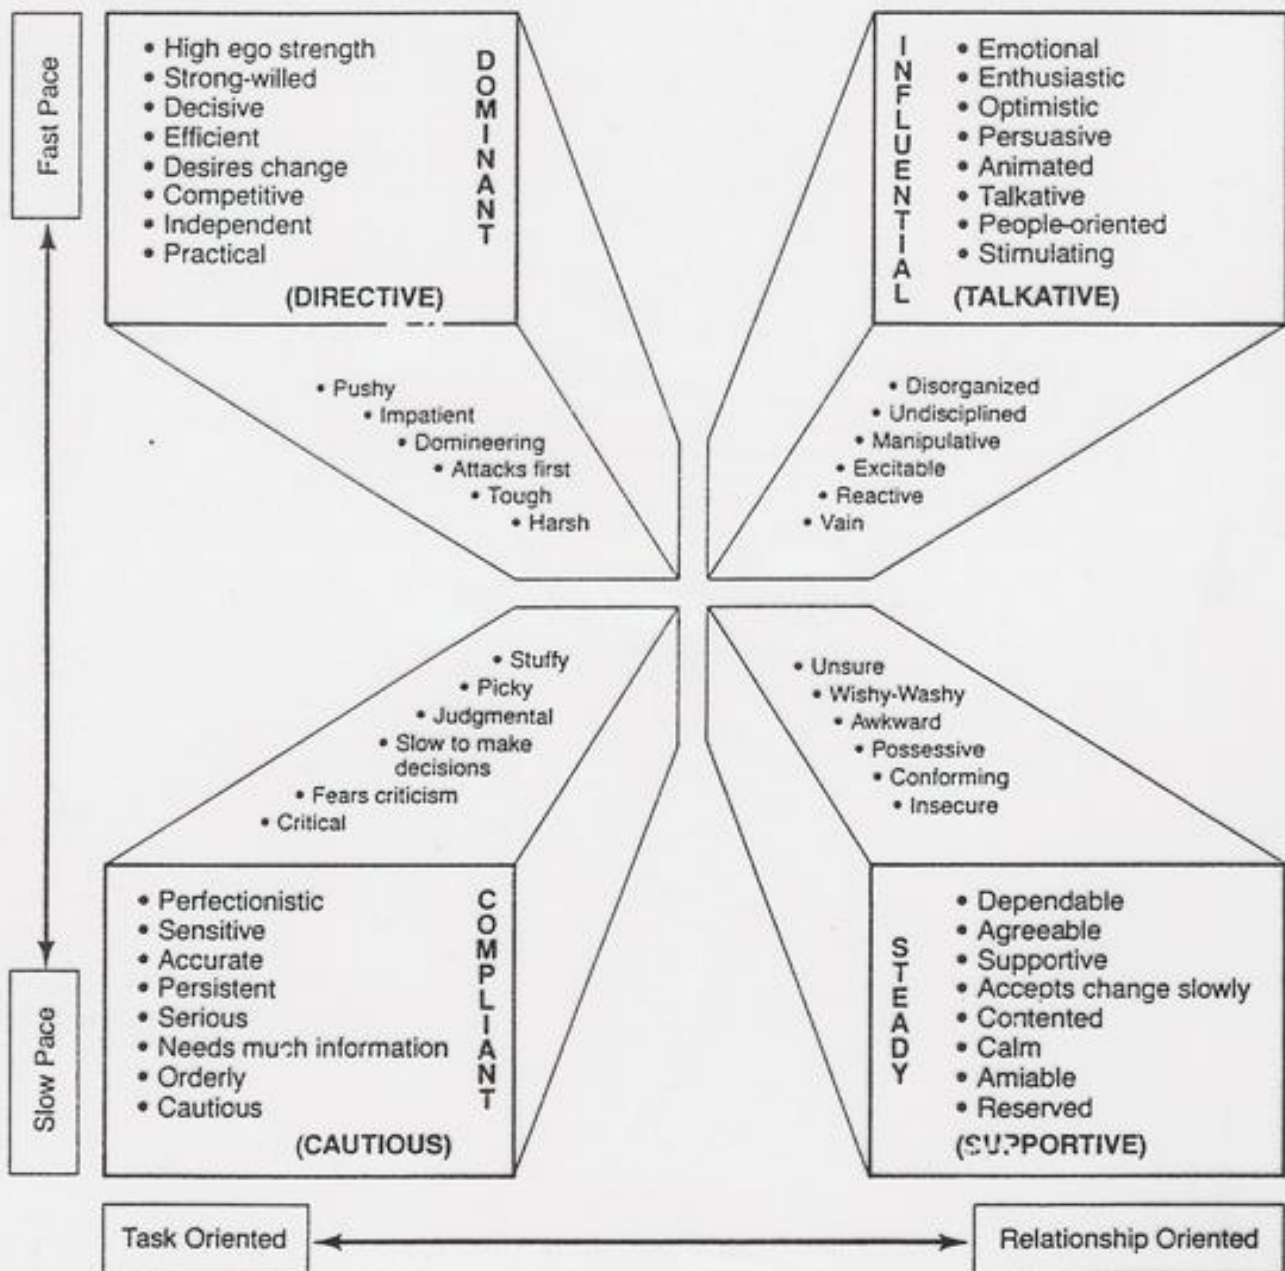 Fast Pace
• High ego strength
• Strong-willed
• Decisive
• Efficient
• Desires change
• Competitive
• Independent
• Practical
DOMINANT
(DIRECTIVE)
INFLUENTIAL
• Emotional
• Enthusiastic
• Optimistic
• Persuasive
• Animated
• Talkative
• People-oriented
• Stimulating
(TALKATIVE)
• Pushy
• Impatient
• Domineering
• Attacks first
• Tough
• Harsh
• Disorganized
• Undisciplined
• Manipulative
• Excitable
• Reactive
• Vain
• Stuffy
• Picky
• Judgmental
• Slow to make
decisions
• Fears criticism
• Critical
• Unsure
• Wishy-Washy
• Awkward
• Possessive
• Conforming
• Insecure
Slow Pace
• Perfectionistic
• Sensitive
• Accurate
• Persistent
• Serious
• Needs much information
• Orderly
• Cautious
COMPLIANT
(CAUTIOUS)
STEADY
• Dependable
• Agreeable
• Supportive
• Accepts change slowly
• Contented
• Calm
• Amiable
• Reserved
(SUPPORTIVE)
Task Oriented
Relationship Oriented